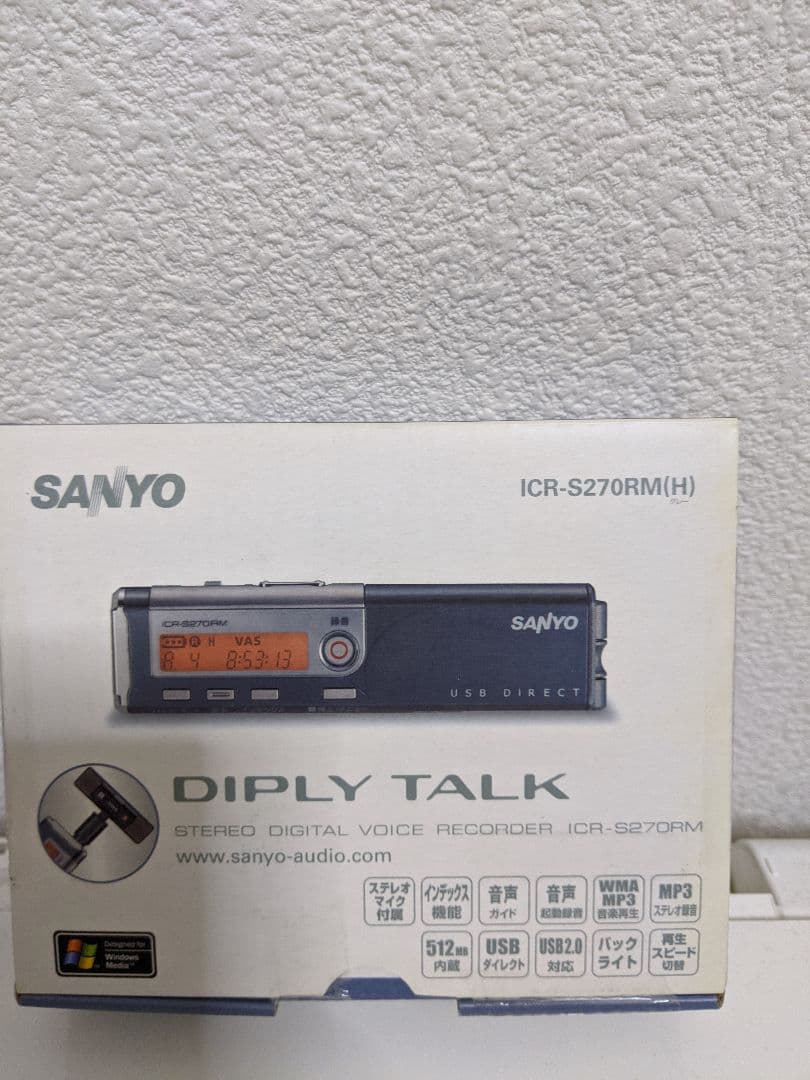 SANYO
ICR-S270RM(H)
グレー
ICR-S270RM
録音
R H VAS
A 4 8:53:13
SANYO
USB DIRECT
DIPLY TALK
STEREO DIGITAL VOICE RECORDER ICR-S270RM
www.sanyo-audio.com
ステレオ
マイク
付属
インデックス
機能
音声
ガイド
音声
起動録音
WMA
MP3
音楽再生
MP3
ステレオ録音
512MB
内蔵
USB
ダイレクト
USB2.0
対応
バック
ライト
再生
スピード
切替
Designed for
Windows
Media™